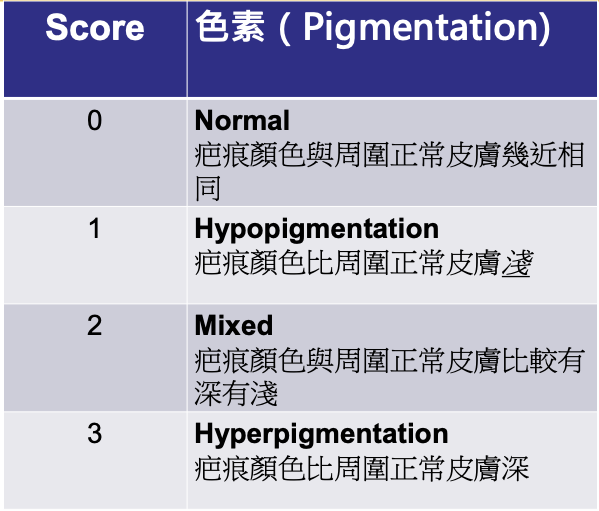 Score
色素（Pigmentation)
0
Normal
疤痕顏色與周圍正常皮膚幾近相
同
1
Hypopigmentation
疤痕顏色比周圍正常皮膚淺
2
Mixed
疤痕顏色與周圍正常皮膚比較有
深有淺
3
Hyperpigmentation
疤痕顏色比周圍正常皮膚深